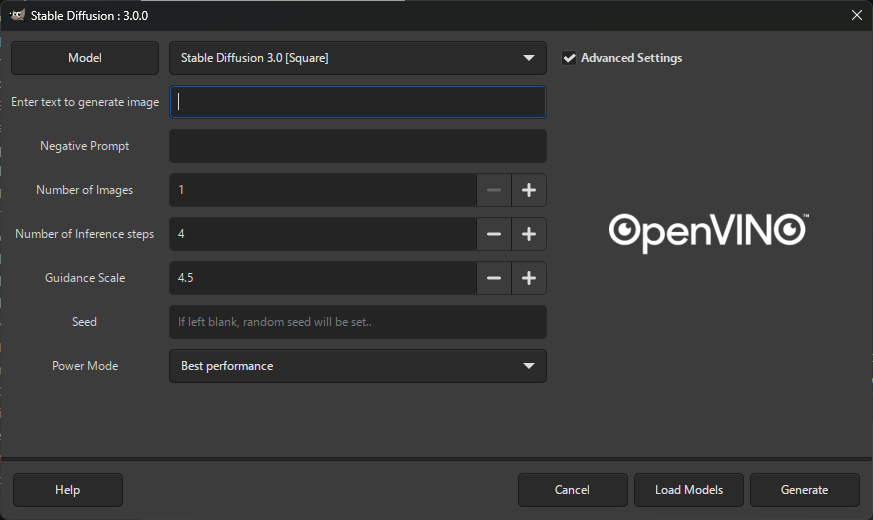 Stable Diffusion : 3.0.0
Model
Stable Diffusion 3.0 [Square]
Advanced Settings
Enter text to generate image
Negative Prompt
Number of Images
1
Number of Inference steps
4
OpenVINO™
Guidance Scale
4.5
Seed
If left blank, random seed will be set..
Power Mode
Best performance
Help
Cancel
Load Models
Generate